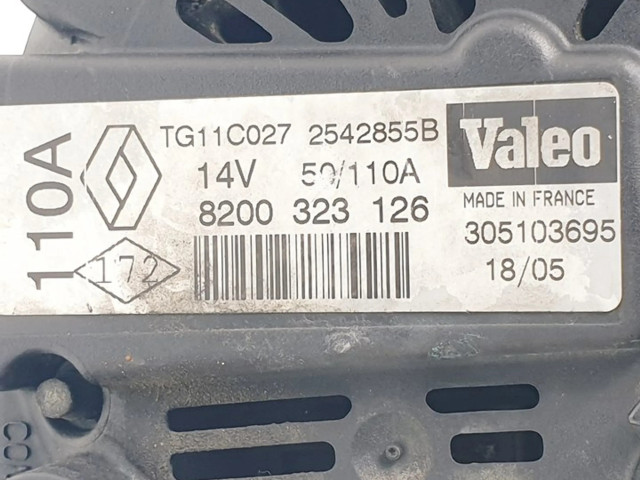 110A
172
TG11C027 2542855B
14V 50/110A
8200 323 126
Valeo
MADE IN FRANCE
305103695
18/05